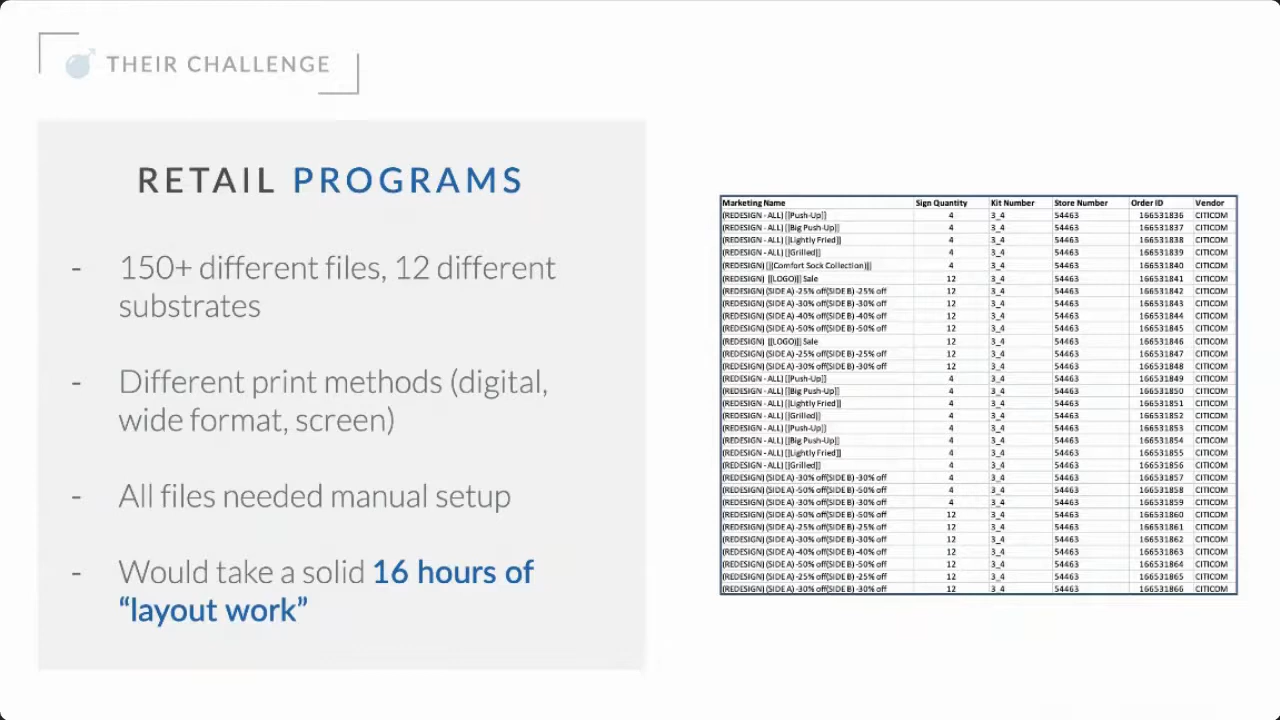 THEIR CHALLENGE
RETAIL PROGRAMS
- 150+ different files, 12 different
substrates
- Different print methods (digital,
wide format, screen)
- All files needed manual setup
- Would take a solid 16 hours of
“layout work”
Marketing Name Sign Quantity Kit Number Store Number Order ID Vendor
(REDESIGN - ALL) [[Push-Up]] 4 3_4 54463 166531836 CITICOM
(REDESIGN - ALL) [[Big Push-Up]] 4 3_4 54463 166531837 CITICOM
(REDESIGN - ALL) [[Lightly Fried]] 4 3_4 54463 166531838 CITICOM
(REDESIGN - ALL) [[Grilled]] 4 3_4 54463 166531839 CITICOM
(REDESIGN) [[Comfort Sock Collection]] 4 3_4 54463 166531840 CITICOM
(REDESIGN) [[LOGO]] Sale 12 3_4 54463 166531841 CITICOM
(REDESIGN) (SIDE A) -25% off(SIDE B) -25% off 12 3_4 54463 166531842 CITICOM
(REDESIGN) (SIDE A) -30% off(SIDE B) -30% off 12 3_4 54463 166531843 CITICOM
(REDESIGN) (SIDE A) -40% off(SIDE B) -40% off 12 3_4 54463 166531844 CITICOM
(REDESIGN) (SIDE A) -50% off(SIDE B) -50% off 12 3_4 54463 166531845 CITICOM
(REDESIGN) [[LOGO]] Sale 12 3_4 54463 166531846 CITICOM
(REDESIGN) (SIDE A) -25% off(SIDE B) -25% off 12 3_4 54463 166531847 CITICOM
(REDESIGN) (SIDE A) -30% off(SIDE B) -30% off 12 3_4 54463 166531848 CITICOM
(REDESIGN - ALL) [[Push-Up]] 4 3_4 54463 166531849 CITICOM
(REDESIGN - ALL) [[Big Push-Up]] 4 3_4 54463 166531850 CITICOM
(REDESIGN - ALL) [[Lightly Fried]] 4 3_4 54463 166531851 CITICOM
(REDESIGN - ALL) [[Grilled]] 4 3_4 54463 166531852 CITICOM
(REDESIGN - ALL) [[Push-Up]] 4 3_4 54463 166531853 CITICOM
(REDESIGN - ALL) [[Big Push-Up]] 4 3_4 54463 166531854 CITICOM
(REDESIGN - ALL) [[Lightly Fried]] 4 3_4 54463 166531855 CITICOM
(REDESIGN - ALL) [[Grilled]] 4 3_4 54463 166531856 CITICOM
(REDESIGN) (SIDE A) -30% off(SIDE B) -30% off 4 3_4 54463 166531857 CITICOM
(REDESIGN) (SIDE A) -50% off(SIDE B) -50% off 4 3_4 54463 166531858 CITICOM
(REDESIGN) (SIDE A) -30% off(SIDE B) -30% off 4 3_4 54463 166531859 CITICOM
(REDESIGN) (SIDE A) -50% off(SIDE B) -50% off 12 3_4 54463 166531860 CITICOM
(REDESIGN) (SIDE A) -25% off(SIDE B) -25% off 12 3_4 54463 166531861 CITICOM
(REDESIGN) (SIDE A) -30% off(SIDE B) -30% off 12 3_4 54463 166531862 CITICOM
(REDESIGN) (SIDE A) -40% off(SIDE B) -40% off 12 3_4 54463 166531863 CITICOM
(REDESIGN) (SIDE A) -50% off(SIDE B) -50% off 12 3_4 54463 166531864 CITICOM
(REDESIGN) (SIDE A) -25% off(SIDE B) -25% off 12 3_4 54463 166531865 CITICOM
(REDESIGN) (SIDE A) -30% off(SIDE B) -30% off 12 3_4 54463 166531866 CITICOM